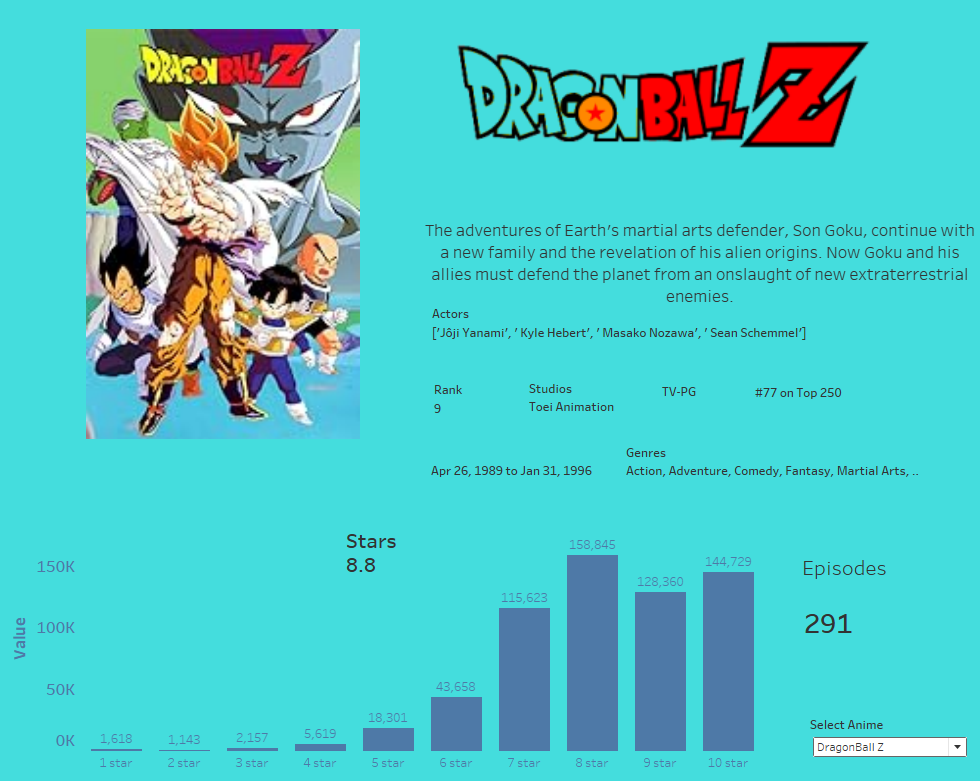 DRAGON BALL Z
DRAGON BALL Z
The adventures of Earth's martial arts defender, Son Goku, continue with
a new family and the revelation of his alien origins. Now Goku and his
allies must defend the planet from an onslaught of new extraterrestrial
enemies.
Actors
['Jôji Yanami', ' Kyle Hebert', ' Masako Nozawa', ' Sean Schemmel']
Rank
9
Studios
Toei Animation
TV-PG
#77 on Top 250
Apr 26, 1989 to Jan 31, 1996
Genres
Action, Adventure, Comedy, Fantasy, Martial Arts, ..
Stars
8.8
Value
150K
100K
50K
0K
1,618
1,143
2,157
5,619
18,301
43,658
115,623
158,845
128,360
144,729
1 star
2 star
3 star
4 star
5 star
6 star
7 star
8 star
9 star
10 star
Episodes
291
Select Anime
DragonBall Z